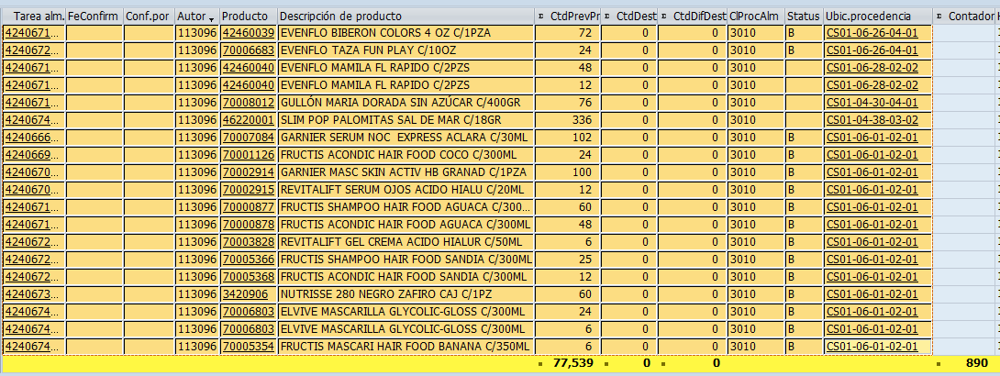 Tarea alm. FeConfirm Conf.por Autor Producto Descripción de producto Σ CtdPrevPr Σ CtdDest Σ CtdDifDest ClProcAlm Status Ubic.procedencia Σ Contador
4240671... 113096 42460039 EVENFLO BIBERON COLORS 4 OZ C/1PZA 72 0 0 3010 B CS01-06-26-04-01
4240672... 113096 70006683 EVENFLO TAZA FUN PLAY C/10OZ 24 0 0 3010 B CS01-06-26-04-01
4240671... 113096 42460040 EVENFLO MAMILA FL RAPIDO C/2PZS 48 0 0 3010 CS01-06-28-02-02
4240671... 113096 42460040 EVENFLO MAMILA FL RAPIDO C/2PZS 12 0 0 3010 CS01-06-28-02-02
4240671... 113096 70008012 GULLÓN MARIA DORADA SIN AZÚCAR C/400GR 76 0 0 3010 CS01-04-30-04-01
4240674... 113096 46220001 SLIM POP PALOMITAS SAL DE MAR C/18GR 336 0 0 3010 CS01-04-38-03-02
4240666... 113096 70007084 GARNIER SERUM NOC EXPRESS ACLARA C/30ML 102 0 0 3010 B CS01-06-01-02-01
4240669... 113096 70001126 FRUCTIS ACONDIC HAIR FOOD COCO C/300ML 24 0 0 3010 B CS01-06-01-02-01
4240670... 113096 70002914 GARNIER MASC SKIN ACTIV HB GRANAD C/1PZA 100 0 0 3010 B CS01-06-01-02-01
4240670... 113096 70002915 REVITALIFT SERUM OJOS ACIDO HIALU C/20ML 12 0 0 3010 B CS01-06-01-02-01
4240671... 113096 70000877 FRUCTIS SHAMPOO HAIR FOOD AGUACA C/300... 60 0 0 3010 B CS01-06-01-02-01
4240671... 113096 70000878 FRUCTIS ACONDIC HAIR FOOD AGUACA C/300ML 48 0 0 3010 B CS01-06-01-02-01
4240672... 113096 70003828 REVITALIFT GEL CREMA ACIDO HIALUR C/50ML 6 0 0 3010 B CS01-06-01-02-01
4240672... 113096 70005366 FRUCTIS SHAMPOO HAIR FOOD SANDIA C/300ML 25 0 0 3010 B CS01-06-01-02-01
4240672... 113096 70005368 FRUCTIS ACONDIC HAIR FOOD SANDIA C/300ML 12 0 0 3010 B CS01-06-01-02-01
4240673... 113096 3420906 NUTRISSE 280 NEGRO ZAFIRO CAJ C/1PZ 60 0 0 3010 B CS01-06-01-02-01
4240674... 113096 70006803 ELVIVE MASCARILLA GLYCOLIC-GLOSS C/300ML 24 0 0 3010 B CS01-06-01-02-01
4240674... 113096 70006803 ELVIVE MASCARILLA GLYCOLIC-GLOSS C/300ML 6 0 0 3010 B CS01-06-01-02-01
4240674... 113096 70005354 FRUCTIS MASCARI HAIR FOOD BANANA C/350ML 6 0 0 3010 B CS01-06-01-02-01
77,539 0 0 890